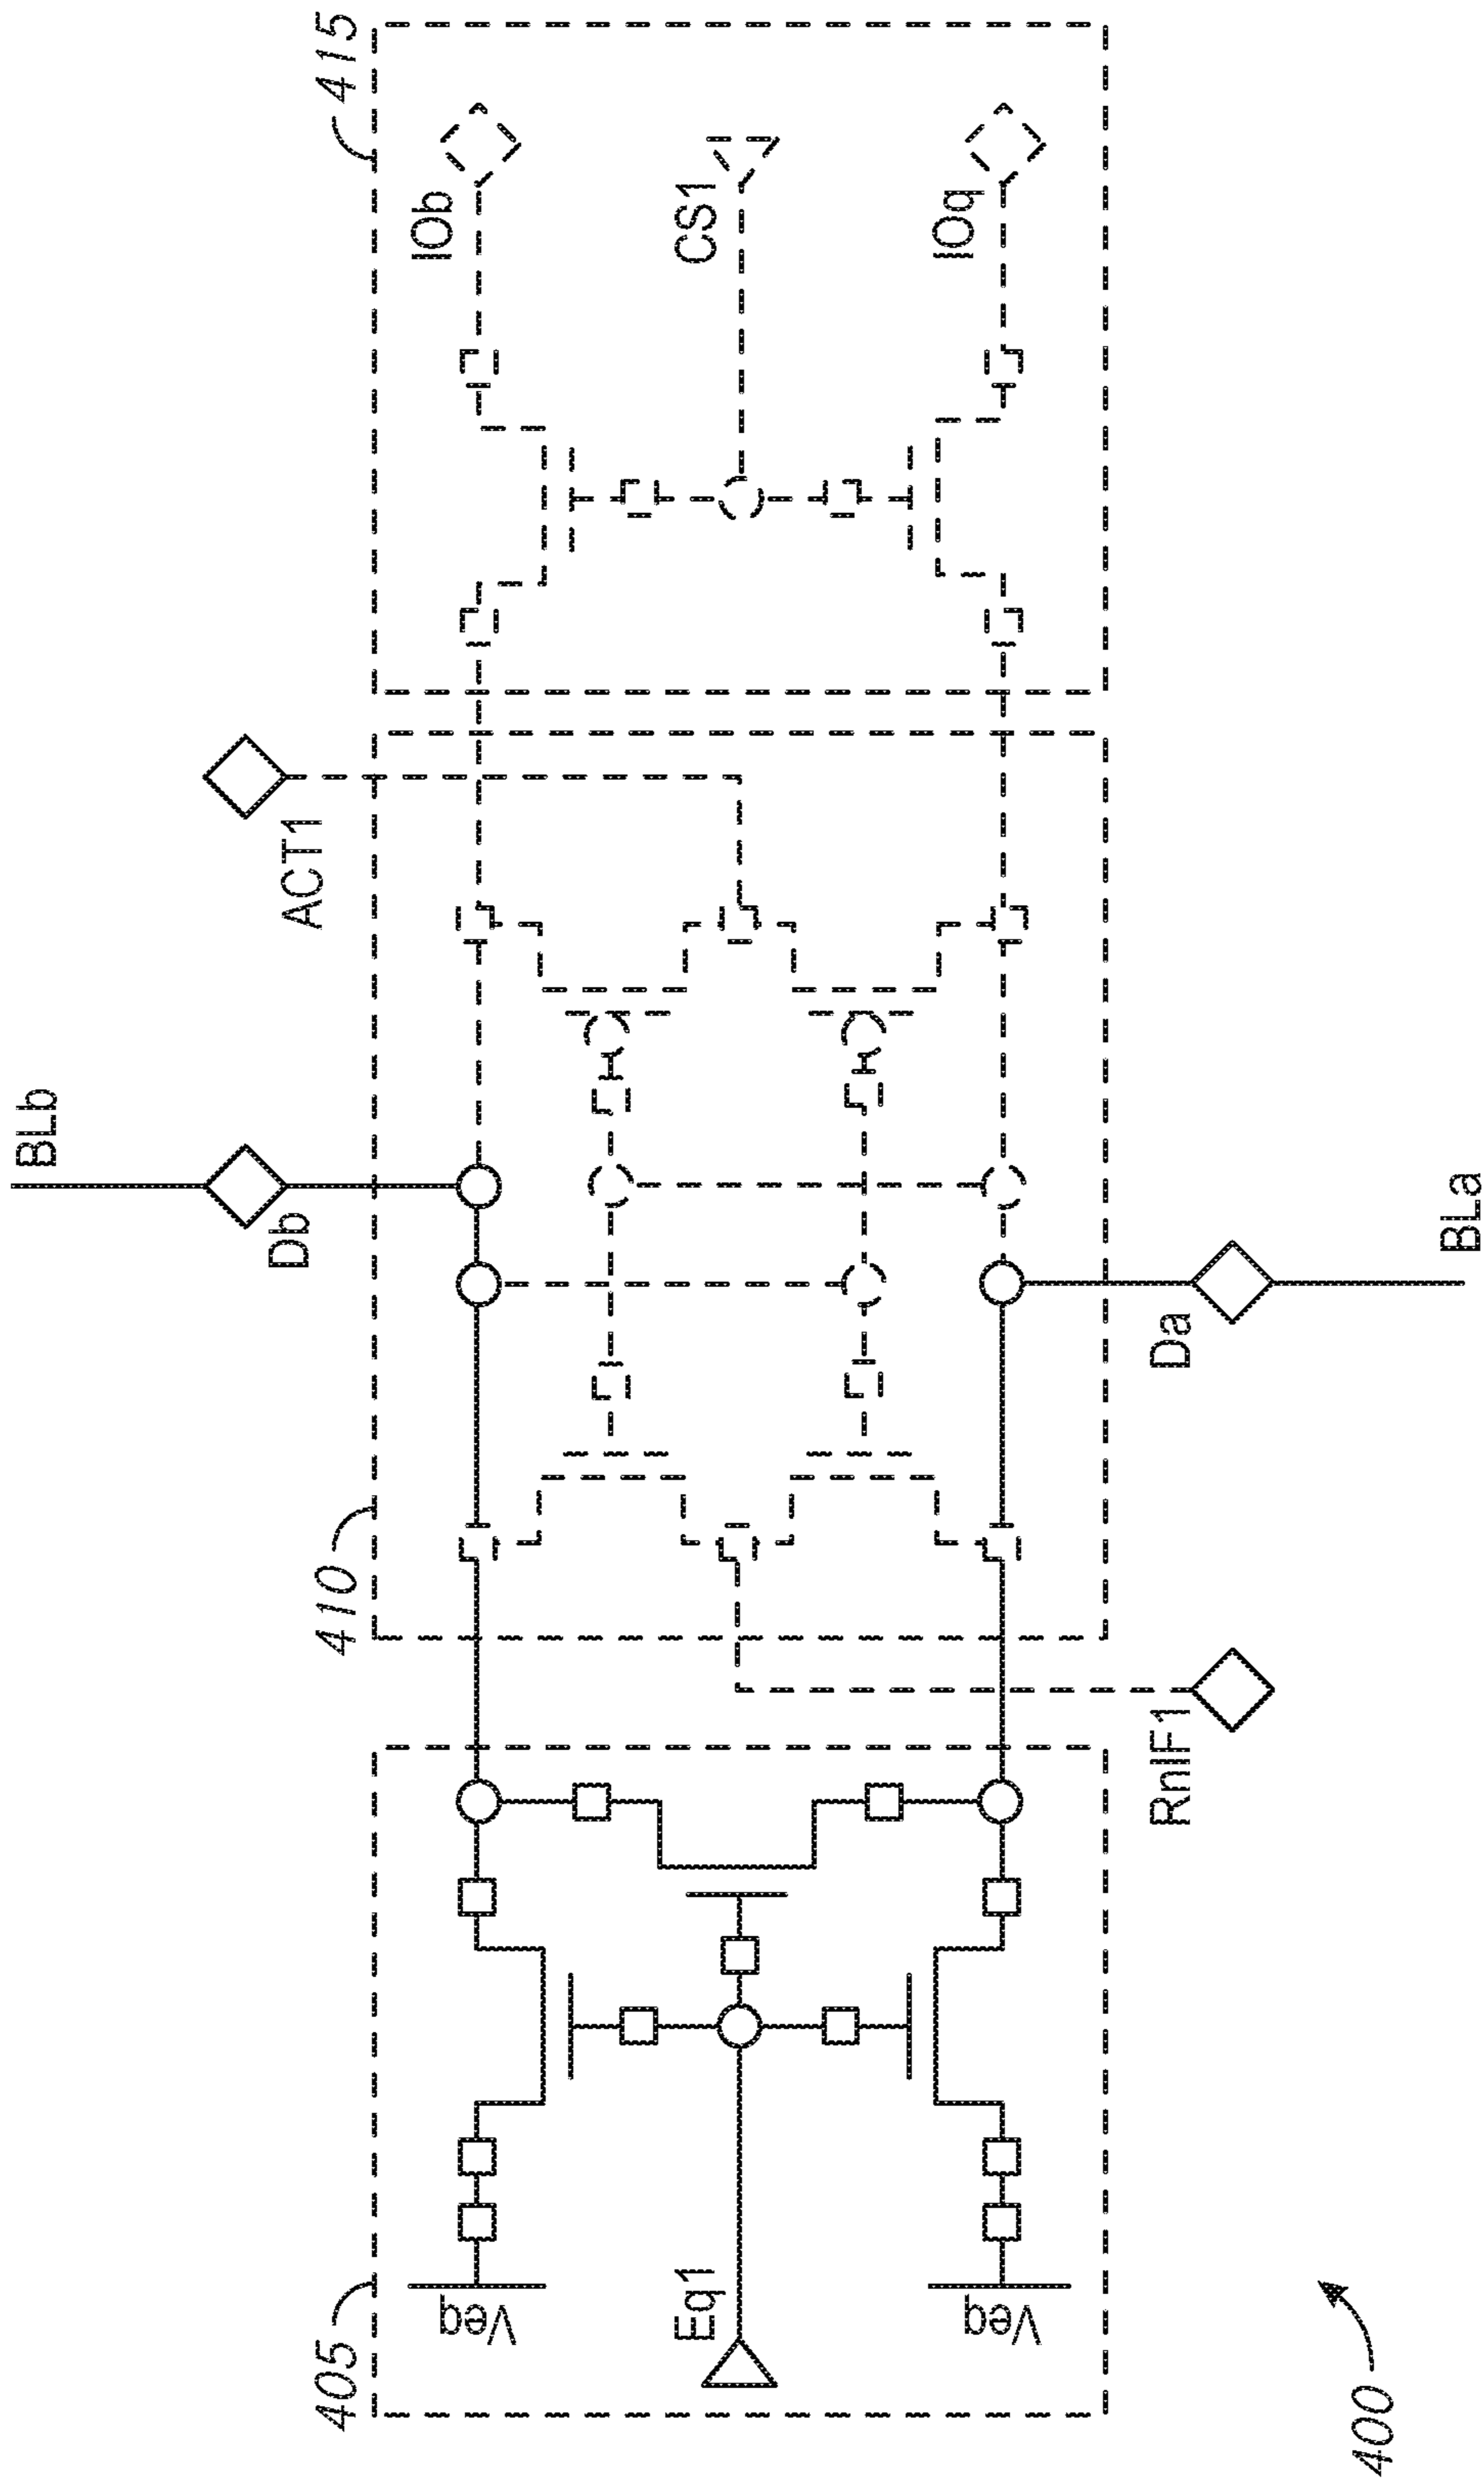 BLb
Db
ACT1
405
410
415
Veq
IOb
Eq1
CS1
Veq
IOq
RnIF1
Da
400
BLa